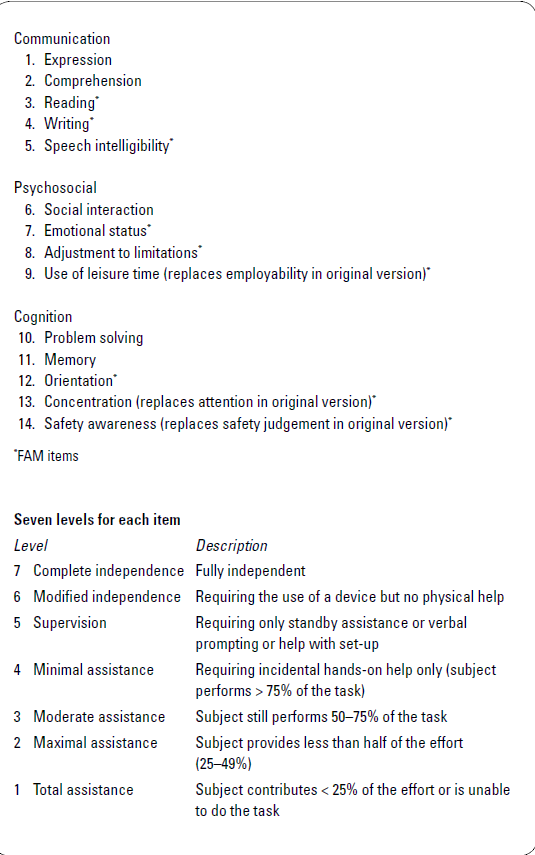 Communication
1. Expression
2. Comprehension
3. Reading*
4. Writing*
5. Speech intelligibility*
Psychosocial
6. Social interaction
7. Emotional status*
8. Adjustment to limitations*
9. Use of leisure time (replaces employability in original version)*
Cognition
10. Problem solving
11. Memory
12. Orientation*
13. Concentration (replaces attention in original version)*
14. Safety awareness (replaces safety judgement in original version)*
*FAM items
Seven levels for each item
Level Description
7 Complete independence Fully independent
6 Modified independence Requiring the use of a device but no physical help
5 Supervision Requiring only standby assistance or verbal
prompting or help with set-up
4 Minimal assistance Requiring incidental hands-on help only (subject
performs > 75% of the task)
3 Moderate assistance Subject still performs 50–75% of the task
2 Maximal assistance Subject provides less than half of the effort
(25–49%)
1 Total assistance Subject contributes < 25% of the effort or is unable
to do the task